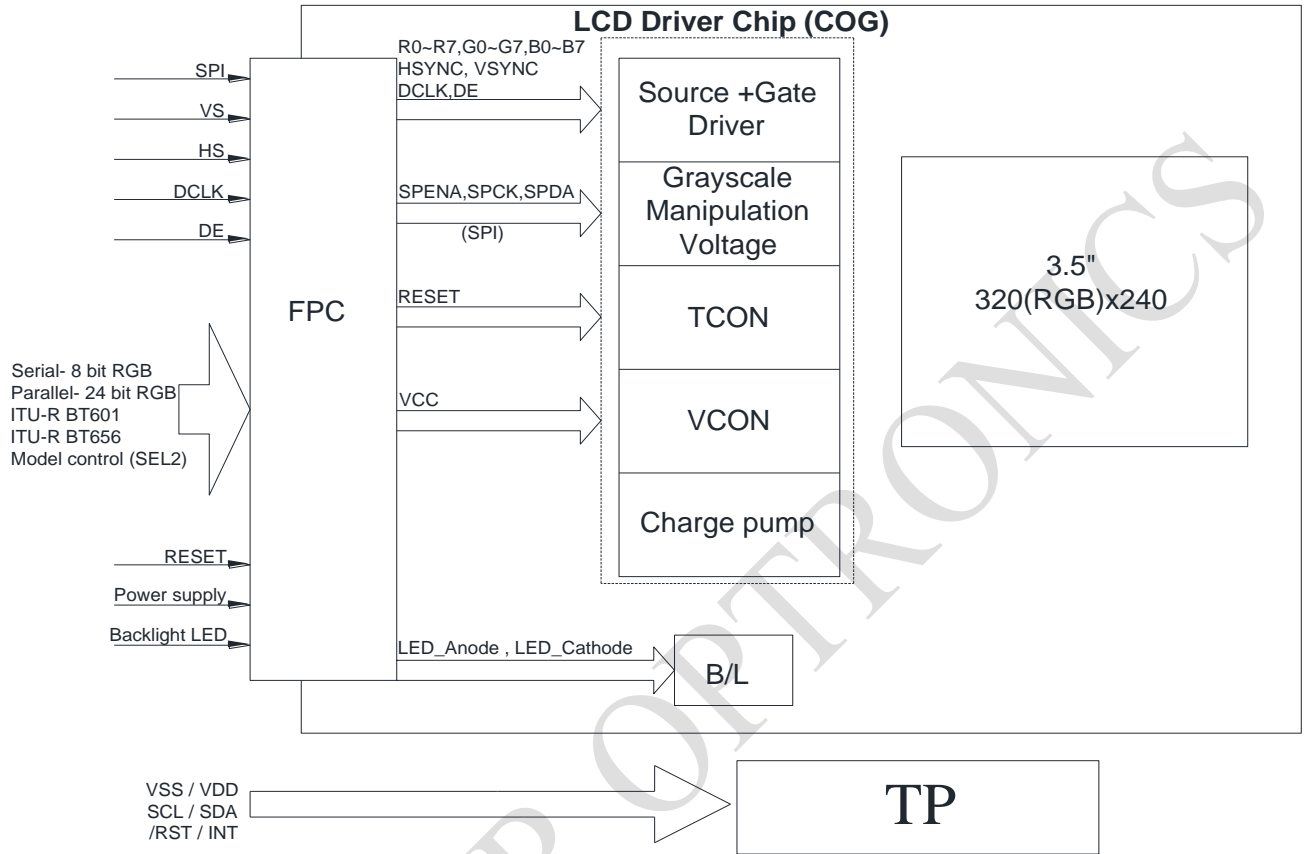 LCD Driver Chip (COG)
SPI
VS
HS
DCLK
DE
Serial- 8 bit RGB
Parallel- 24 bit RGB
ITU-R BT601
ITU-R BT656
Model control (SEL2)
RESET
Power supply
Backlight LED
FPC
R0~R7,G0~G7,B0~B7
HSYNC, VSYNC
DCLK,DE
SPENA,SPCK,SPDA
(SPI)
RESET
VCC
LED_Anode , LED_Cathode
Source +Gate
Driver
Grayscale
Manipulation
Voltage
TCON
VCON
Charge pump
B/L
3.5"
320(RGB)x240
VSS / VDD
SCL / SDA
/RST / INT
TP
OPTRONICS